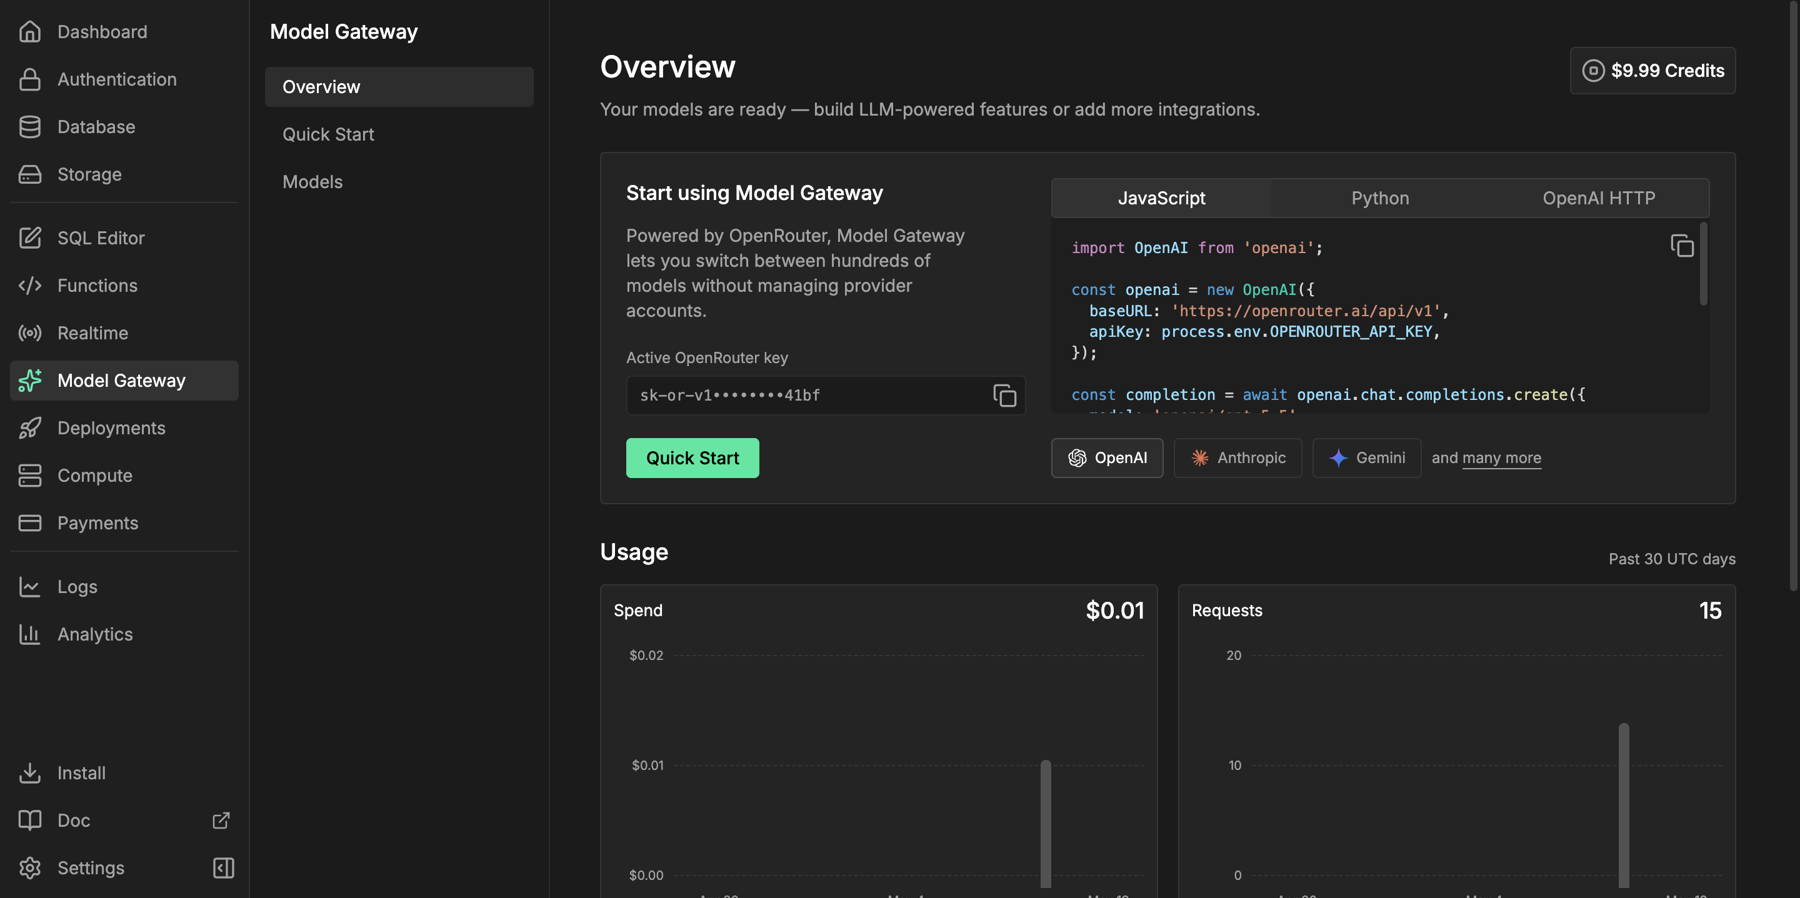 Dashboard
Authentication
Database
Storage
SQL Editor
Functions
Realtime
Model Gateway
Deployments
Compute
Payments
Logs
Analytics
Install
Doc
Settings
Model Gateway
Overview
Quick Start
Models
Overview
Your models are ready — build LLM-powered features or add more integrations.
$9.99 Credits
Start using Model Gateway
Powered by OpenRouter, Model Gateway
lets you switch between hundreds of
models without managing provider
accounts.
Active OpenRouter key
sk-or-v1••••••••41bf
Quick Start
JavaScript Python OpenAI HTTP
import OpenAI from 'openai';
const openai = new OpenAI({
baseURL: 'https://openrouter.ai/api/v1',
apiKey: process.env.OPENROUTER_API_KEY,
});
const completion = await openai.chat.completions.create({
OpenAI Anthropic Gemini and many more
Usage
Past 30 UTC days
Spend
$0.01
$0.02
$0.01
$0.00
Requests
15
20
10
0